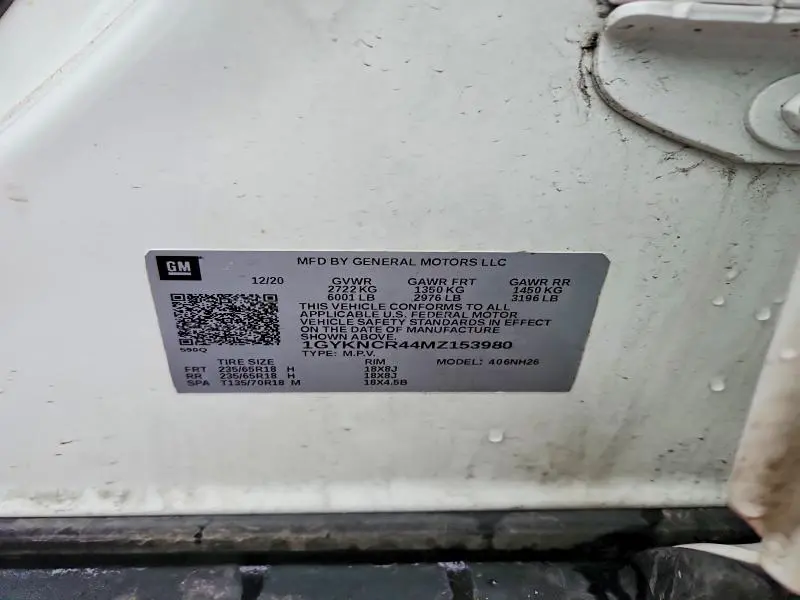 GM
MFD BY GENERAL MOTORS LLC
12/20 GVWR GAWR FRT GAWR RR
2722 KG 1350 KG 1450 KG
6001 LB 2976 LB 3196 LB
THIS VEHICLE CONFORMS TO ALL
APPLICABLE U.S. FEDERAL MOTOR
VEHICLE SAFETY STANDARDS IN EFFECT
ON THE DATE OF MANUFACTURE
SHOWN ABOVE.
1GYKNCR44MZ153980
TYPE: M.P.V. MODEL: 406NH26
TIRE SIZE RIM
FRT 235/65R18 H 18X8J
RR 235/65R18 H 18X8J
SPA T135/70R18 M 18X4.5B